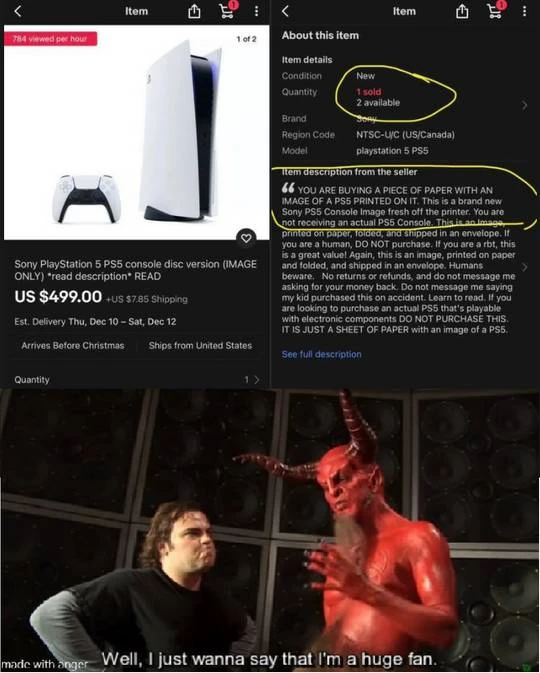 Item
784 viewed per hour
1 of 2
Sony PlayStation 5 PS5 console disc version (IMAGE
ONLY) *read description* READ
US $499.00 +US $7.85 Shipping
Est. Delivery Thu, Dec 10 – Sat, Dec 12
Arrives Before Christmas
Ships from United States
Quantity
1
Item
1
About this item
Item details
Condition New
Quantity 1 sold
2 available
Brand Sony
Region Code NTSC-U/C (US/Canada)
Model playstation 5 PS5
Item description from the seller
“ YOU ARE BUYING A PIECE OF PAPER WITH AN
IMAGE OF A PS5 PRINTED ON IT. This is a brand new
Sony PS5 Console Image fresh off the printer. You are
not receiving an actual PS5 Console. This is an Image,
printed on paper, folded, and shipped in an envelope. If
you are a human, DO NOT purchase. If you are a rbt, this
is a great value! Again, this is an image, printed on paper
and folded, and shipped in an envelope. Humans
beware. No returns or refunds, and do not message me
asking for your money back. Do not message me saying
my kid purchased this on accident. Learn to read. If you
are looking to purchase an actual PS5 that's playable
with electronic components DO NOT PURCHASE THIS.
IT IS JUST A SHEET OF PAPER with an image of a PS5.
See full description
Well, I just wanna say that I'm a huge fan.
made with anger